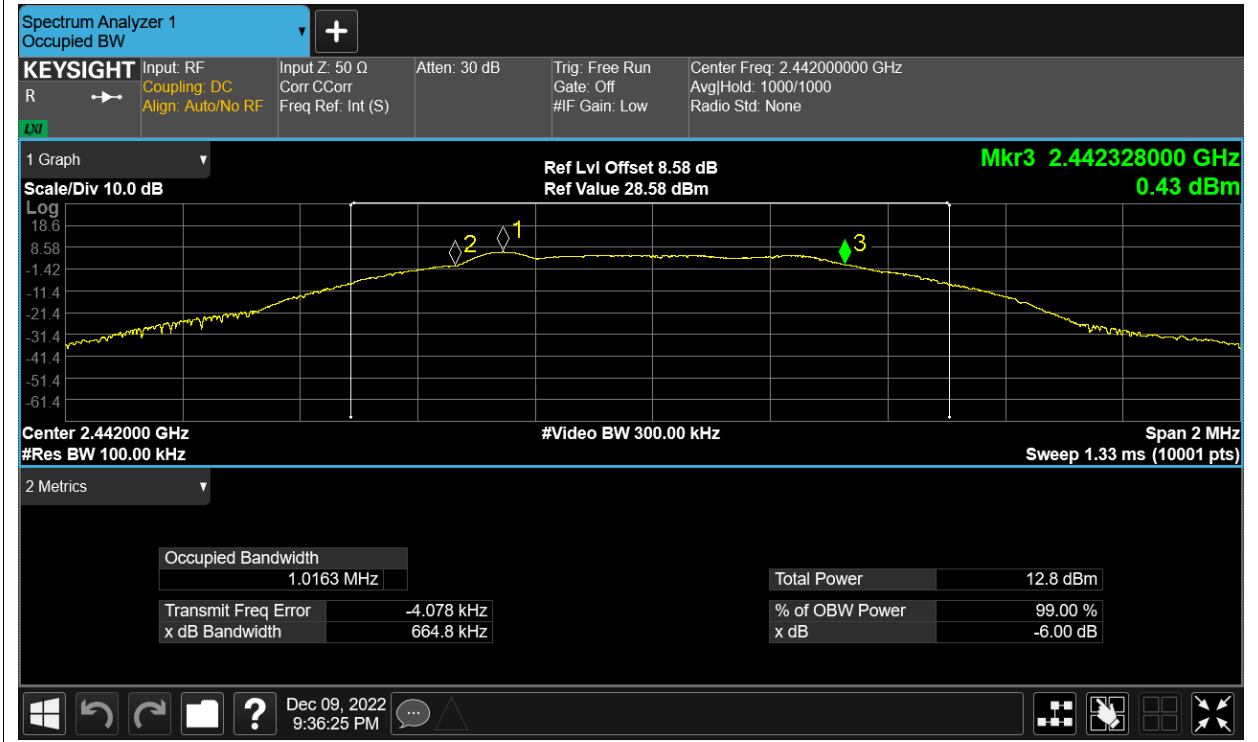 Spectrum Analyzer 1
Occupied BW
KEYSIGHT
R
LXI
Input: RF
Coupling: DC
Align: Auto/No RF
Input Z: 50 Ω
Corr CCorr
Freq Ref: Int (S)
Atten: 30 dB
Trig: Free Run
Gate: Off
#IF Gain: Low
Center Freq: 2.442000000 GHz
Avg|Hold: 1000/1000
Radio Std: None
1 Graph
Scale/Div 10.0 dB
Ref Lvl Offset 8.58 dB
Ref Value 28.58 dBm
Mkr3 2.442328000 GHz
0.43 dBm
Log
18.6
8.58
-1.42
-11.4
-21.4
-31.4
-41.4
-51.4
-61.4
2
1
3
Center 2.442000 GHz
#Video BW 300.00 kHz
Span 2 MHz
#Res BW 100.00 kHz
Sweep 1.33 ms (10001 pts)
2 Metrics
Occupied Bandwidth
1.0163 MHz
Total Power 12.8 dBm
Transmit Freq Error -4.078 kHz
% of OBW Power 99.00 %
x dB Bandwidth 664.8 kHz
x dB -6.00 dB
?
Dec 09, 2022
9:36:25 PM